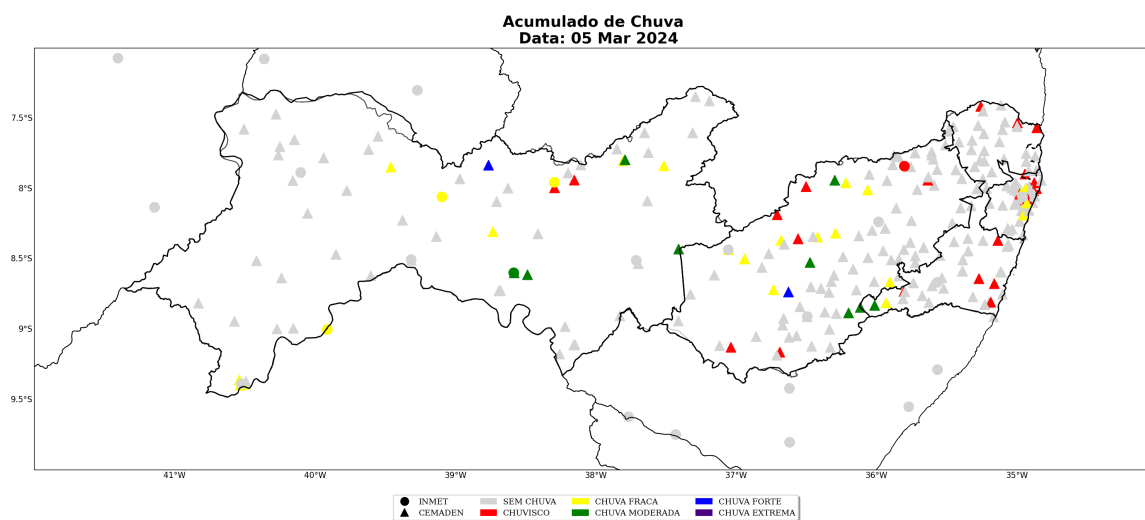 Acumulado de Chuva
Data: 05 Mar 2024
7.5°S
8°S
8.5°S
9°S
9.5°S
41°W 40°W 39°W 38°W 37°W 36°W 35°W
INMET SEM CHUVA CHUVA FRACA CHUVA FORTE
CEMADEN CHUVISCO CHUVA MODERADA CHUVA EXTREMA